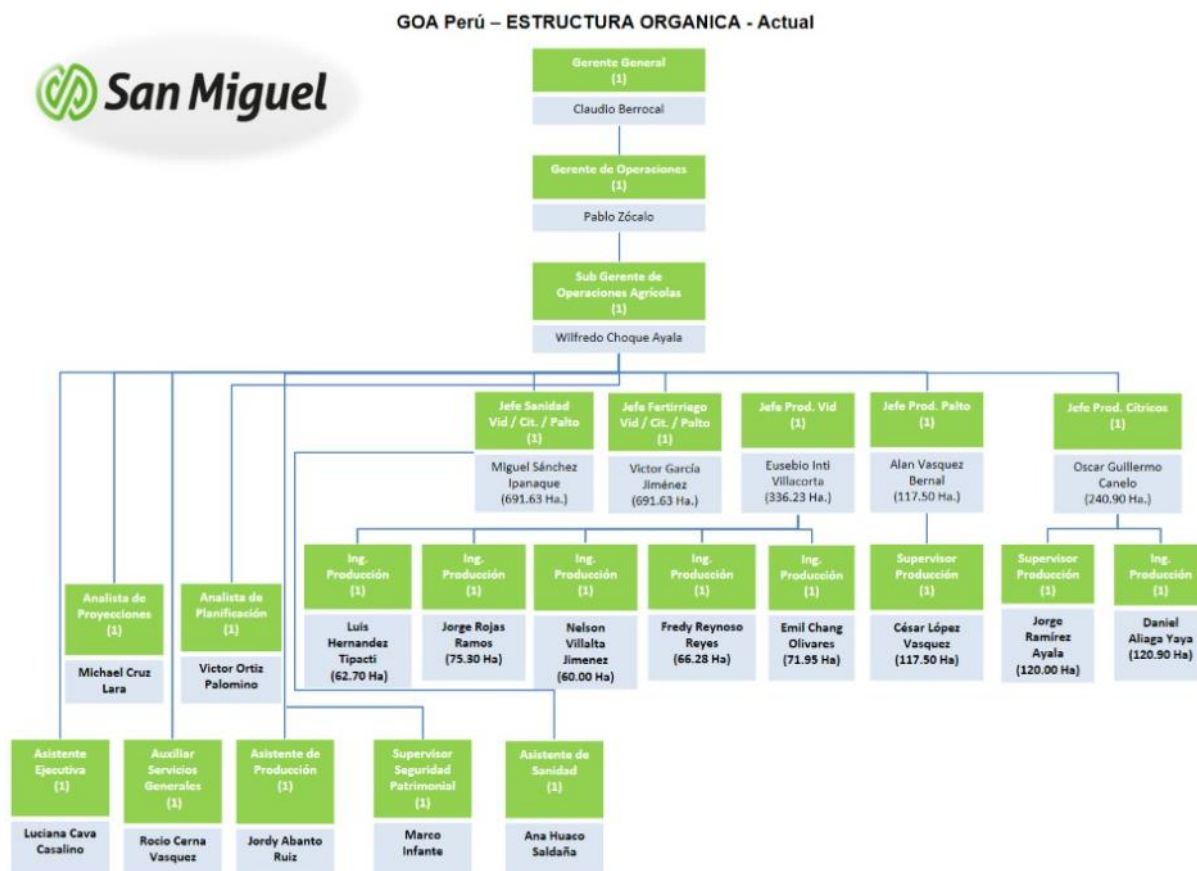 GOA Perú – ESTRUCTURA ORGANICA - Actual
San Miguel
Gerente General
(1)
Claudio Berrocal
Gerente de Operaciones
(1)
Pablo Zócalo
Sub Gerente de
Operaciones Agrícolas
(1)
Wilfredo Choque Ayala
Jefe Sanidad
Vid / Cit. / Palto
(1)
Miguel Sánchez
Ipanaque
(691.63 Ha.)
Jefe Fertirriego
Vid / Cit. / Palto
(1)
Victor García
Jiménez
(691.63 Ha.)
Jefe Prod. Vid
(1)
Eusebio Inti
Villacorta
(336.23 Ha.)
Jefe Prod. Palto
(1)
Alan Vasquez
Bernal
(117.50 Ha.)
Jefe Prod. Cítricos
(1)
Oscar Guillermo
Canelo
(240.90 Ha.)
Ing.
Producción
(1)
Luis
Hernandez
Tipacti
(62.70 Ha)
Ing.
Producción
(1)
Jorge Rojas
Ramos
(75.30 Ha)
Ing.
Producción
(1)
Nelson
Villalta
Jimenez
(60.00 Ha)
Ing.
Producción
(1)
Fredy Reynoso
Reyes
(66.28 Ha)
Ing.
Producción
(1)
Emil Chang
Olivares
(71.95 Ha)
Supervisor
Producción
(1)
César López
Vasquez
(117.50 Ha)
Supervisor
Producción
(1)
Jorge
Ramírez
Ayala
(120.00 Ha)
Ing.
Producción
(1)
Daniel
Aliaga Yaya
(120.90 Ha)
Analista de
Proyecciones
(1)
Michael Cruz
Lara
Analista de
Planificación
(1)
Victor Ortiz
Palomino
Asistente
Ejecutiva
(1)
Luciana Cava
Casalino
Auxiliar
Servicios
Generales
(1)
Rocio Cerna
Vasquez
Asistente de
Producción
(1)
Jordy Abanto
Ruiz
Supervisor
Seguridad
Patrimonial
(1)
Marco
Infante
Asistente de
Sanidad
(1)
Ana Huaco
Saldaña